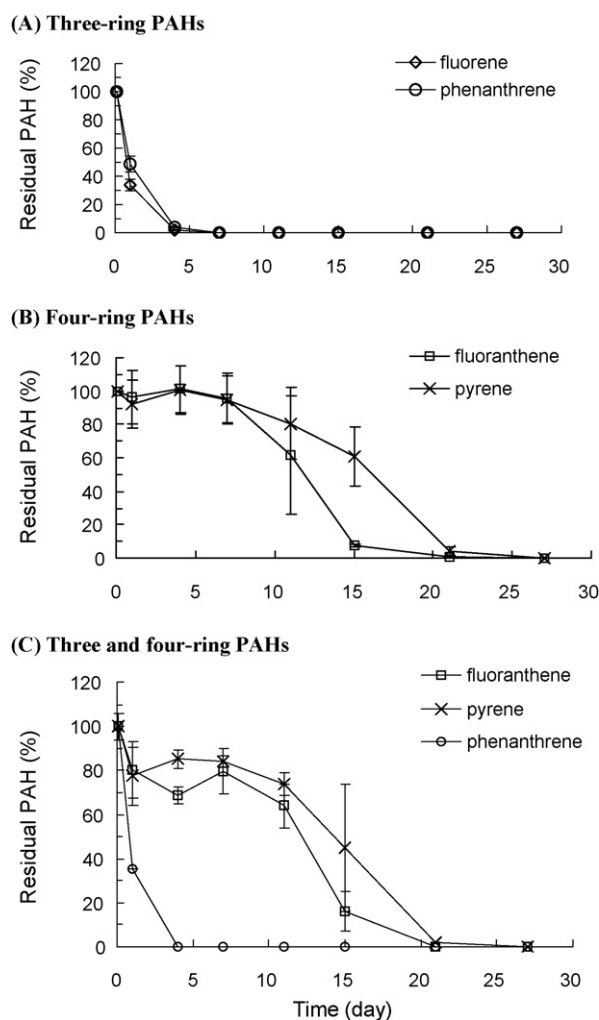 (A) Three-ring PAHs
Residual PAH (%)
120
100
80
60
40
20
0
fluorene
phenanthrene
0 5 10 15 20 25 30
(B) Four-ring PAHs
Residual PAH (%)
120
100
80
60
40
20
0
fluoranthene
pyrene
0 5 10 15 20 25 30
(C) Three and four-ring PAHs
Residual PAH (%)
120
100
80
60
40
20
0
fluoranthene
pyrene
phenanthrene
0 5 10 15 20 25 30
Time (day)